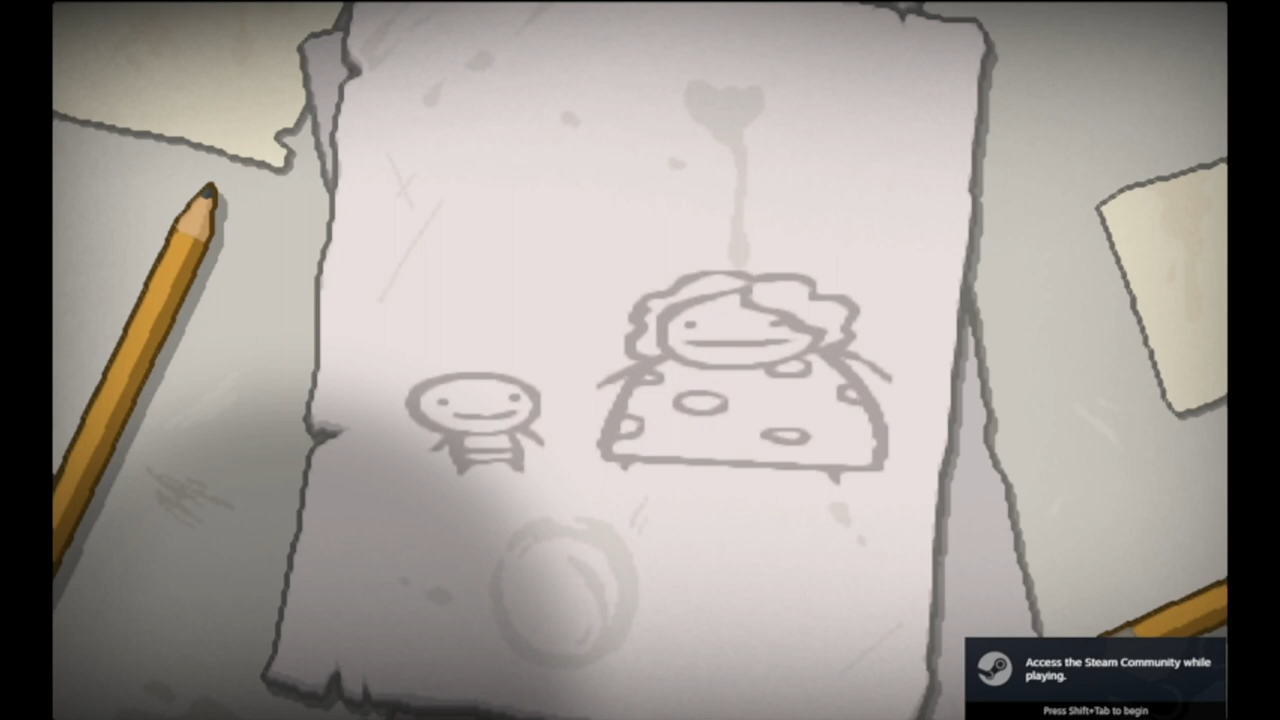 Access the Steam Community while
playing.
Press Shift+Tab to begin